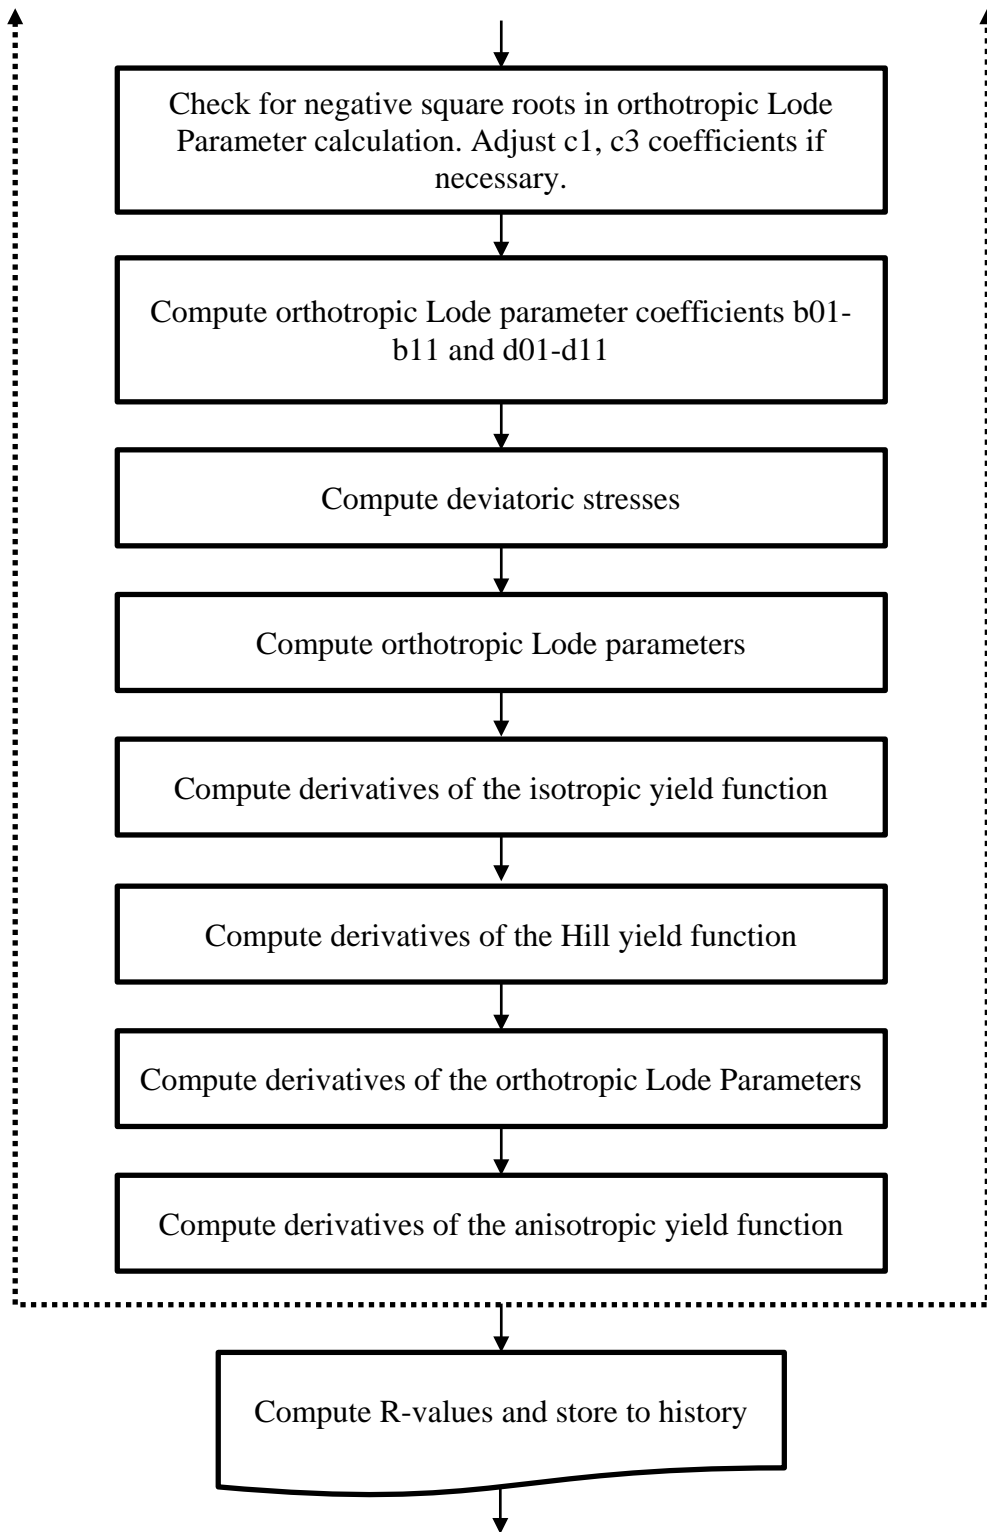 Check for negative square roots in orthotropic Lode
Parameter calculation. Adjust c1, c3 coefficients if
necessary.
Compute orthotropic Lode parameter coefficients b01-
b11 and d01-d11
Compute deviatoric stresses
Compute orthotropic Lode parameters
Compute derivatives of the isotropic yield function
Compute derivatives of the Hill yield function
Compute derivatives of the orthotropic Lode Parameters
Compute derivatives of the anisotropic yield function
Compute R-values and store to history